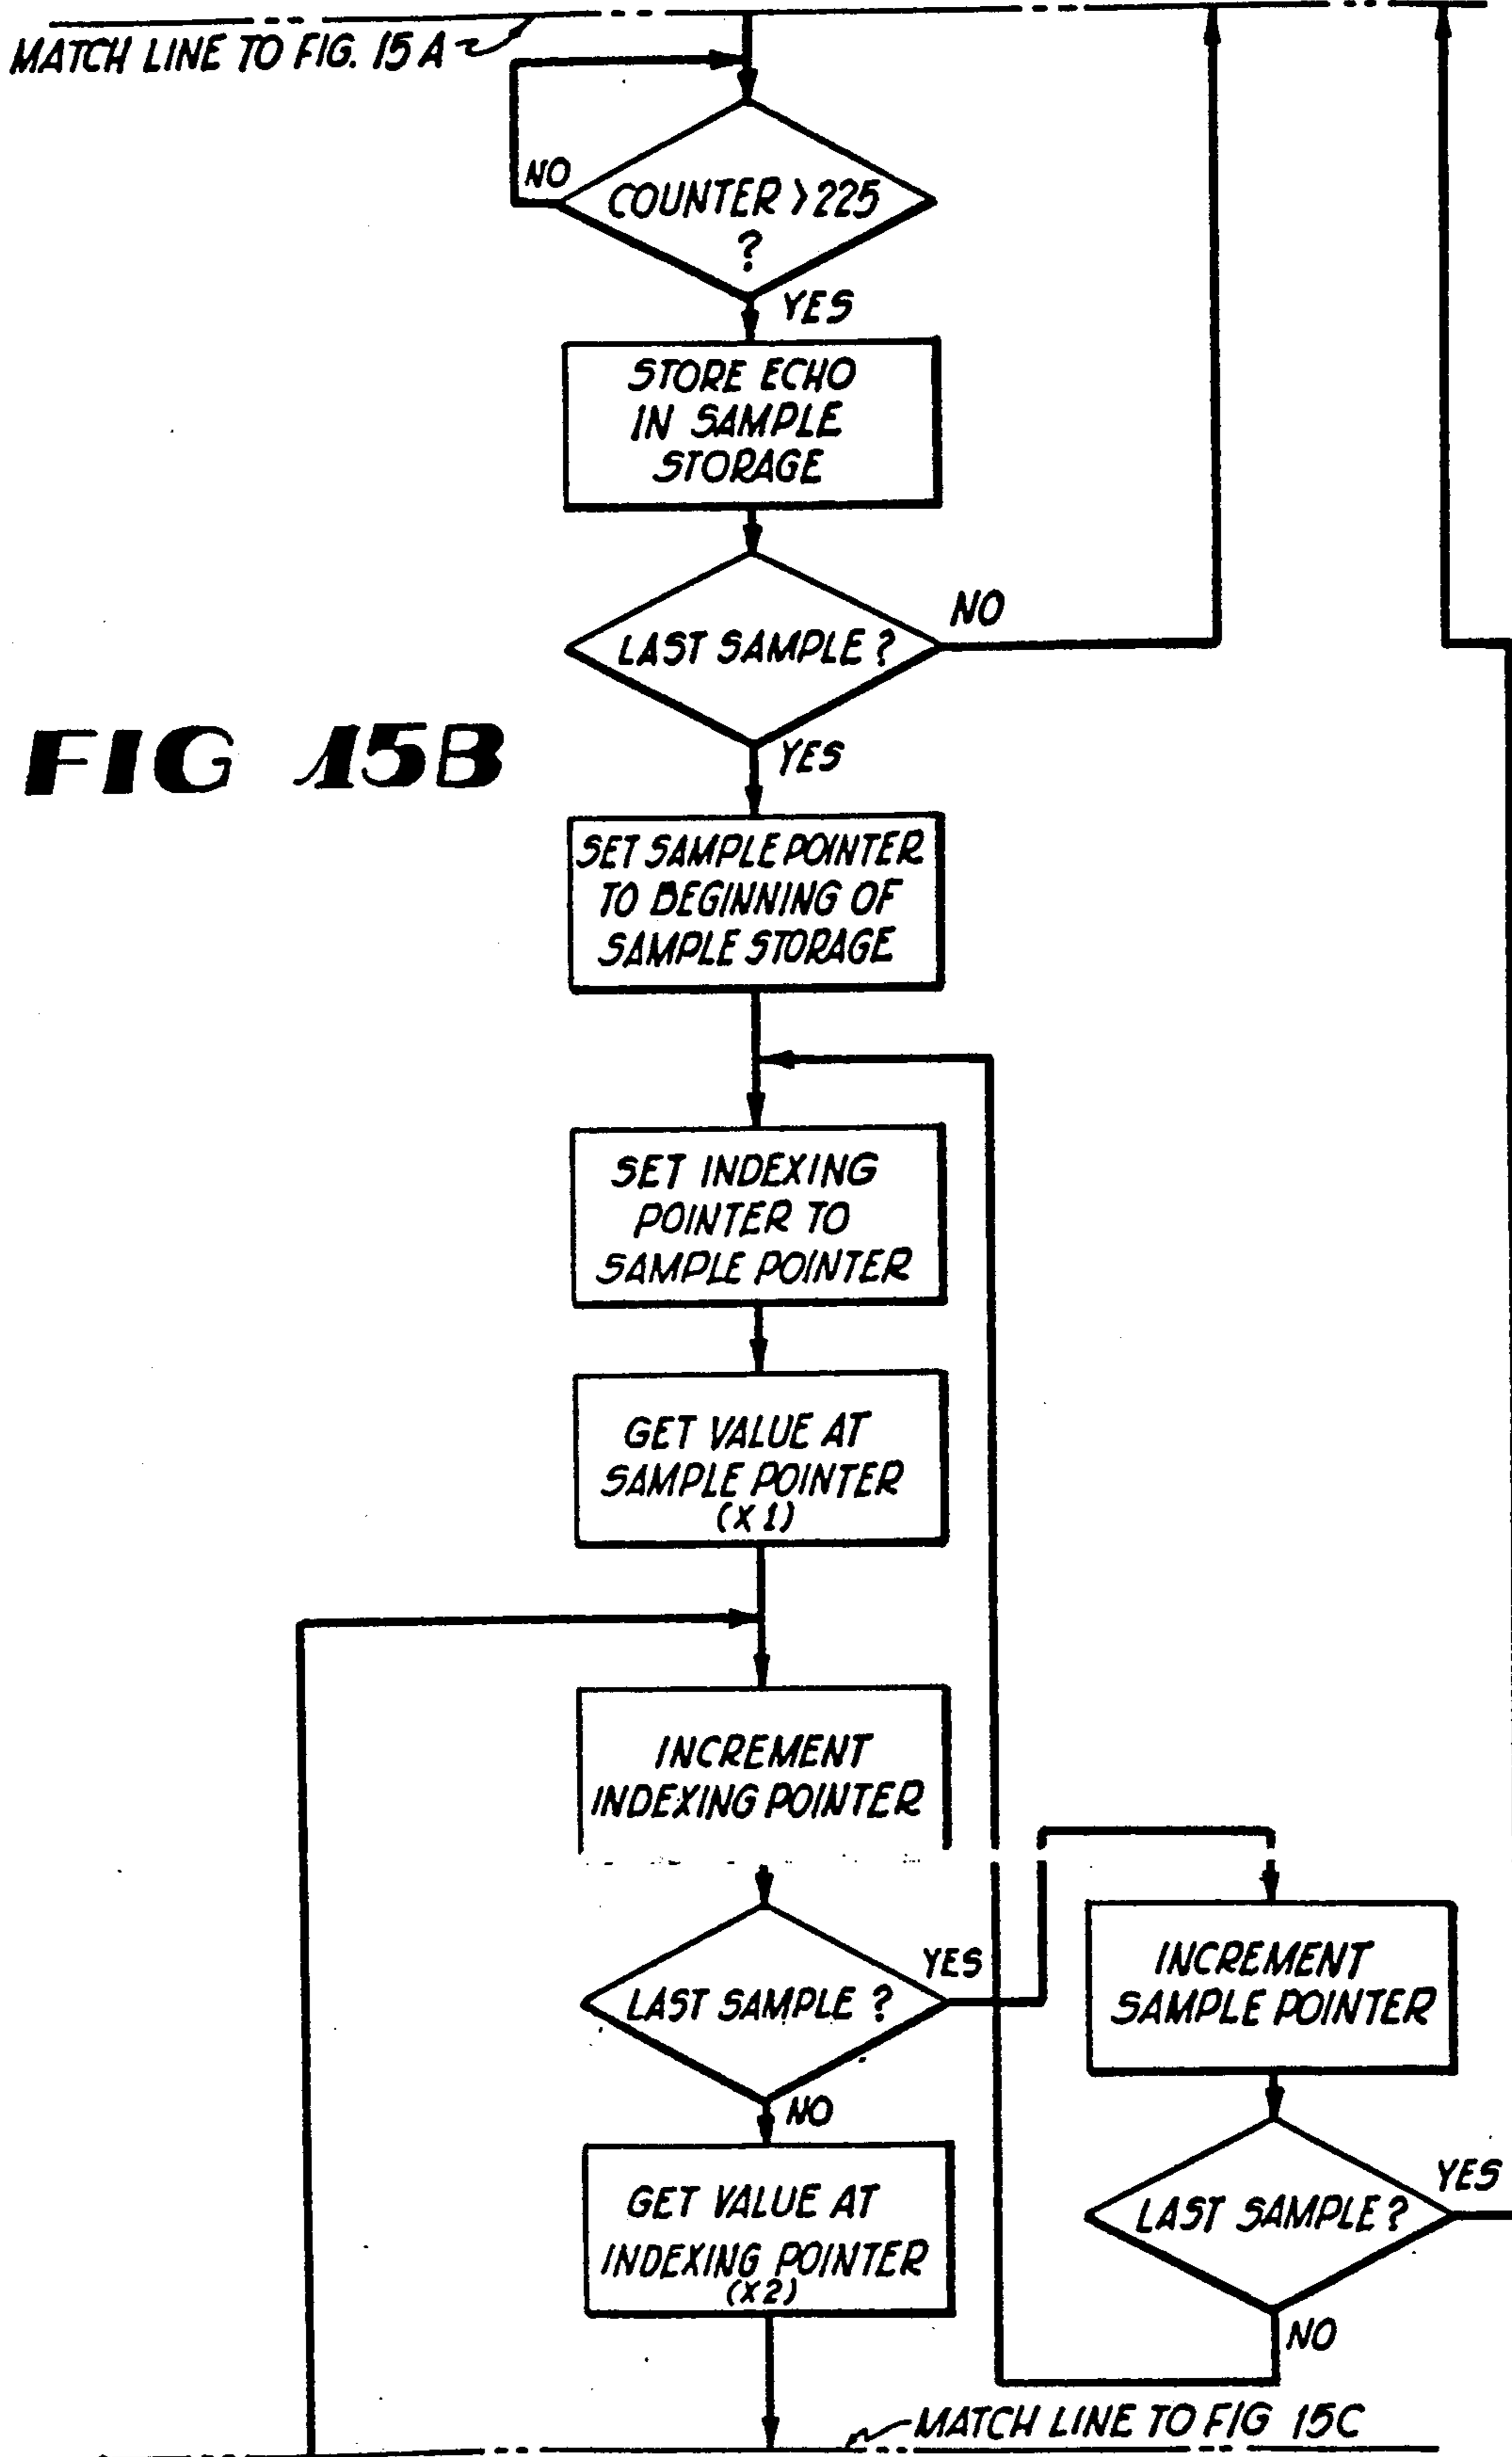 MATCH LINE TO FIG. 15 A
NO
COUNTER > 225
?
YES
STORE ECHO
IN SAMPLE
STORAGE
LAST SAMPLE ?
NO
YES
FIG 15B
SET SAMPLE POINTER
TO BEGINNING OF
SAMPLE STORAGE
SET INDEXING
POINTER TO
SAMPLE POINTER
GET VALUE AT
SAMPLE POINTER
(X1)
INCREMENT
INDEXING POINTER
LAST SAMPLE ?
YES
NO
INCREMENT
SAMPLE POINTER
GET VALUE AT
INDEXING POINTER
(X2)
LAST SAMPLE ?
YES
NO
MATCH LINE TO FIG 15C